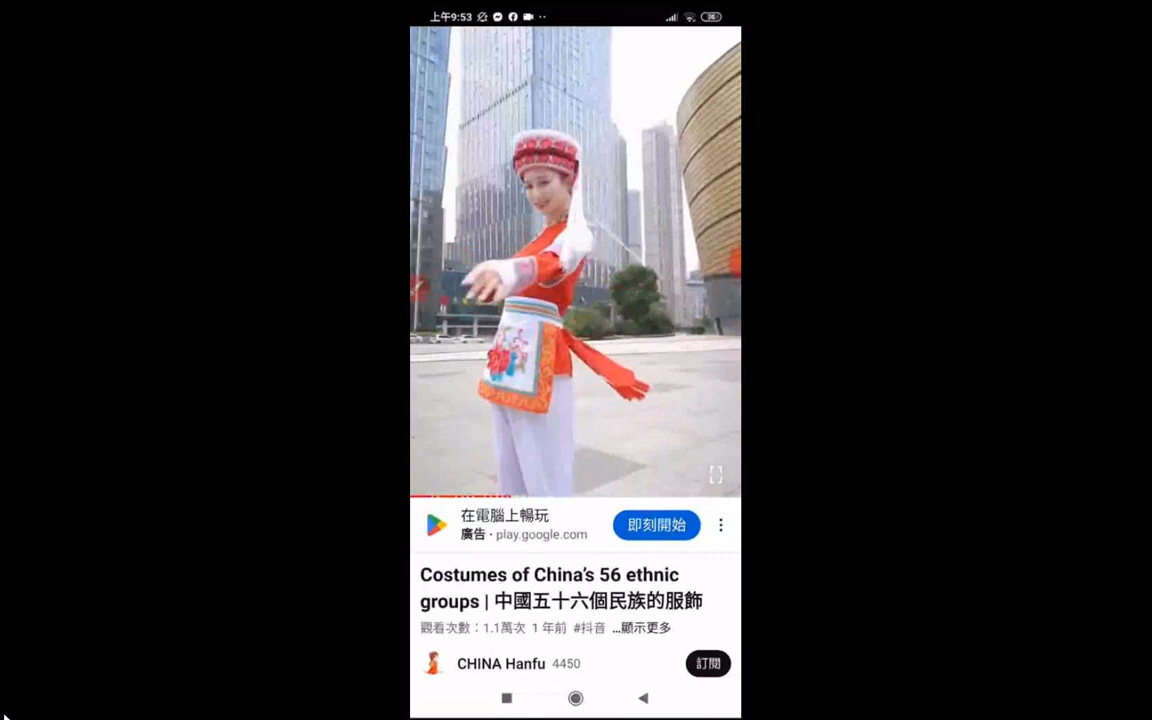 上午9:53
在電腦上暢玩
廣告 · play.google.com
即刻開始
Costumes of China's 56 ethnic
groups | 中國五十六個民族的服飾
觀看次數：1.1萬次 1 年前 #抖音 ...顯示更多
CHINA Hanfu 4450
訂閱